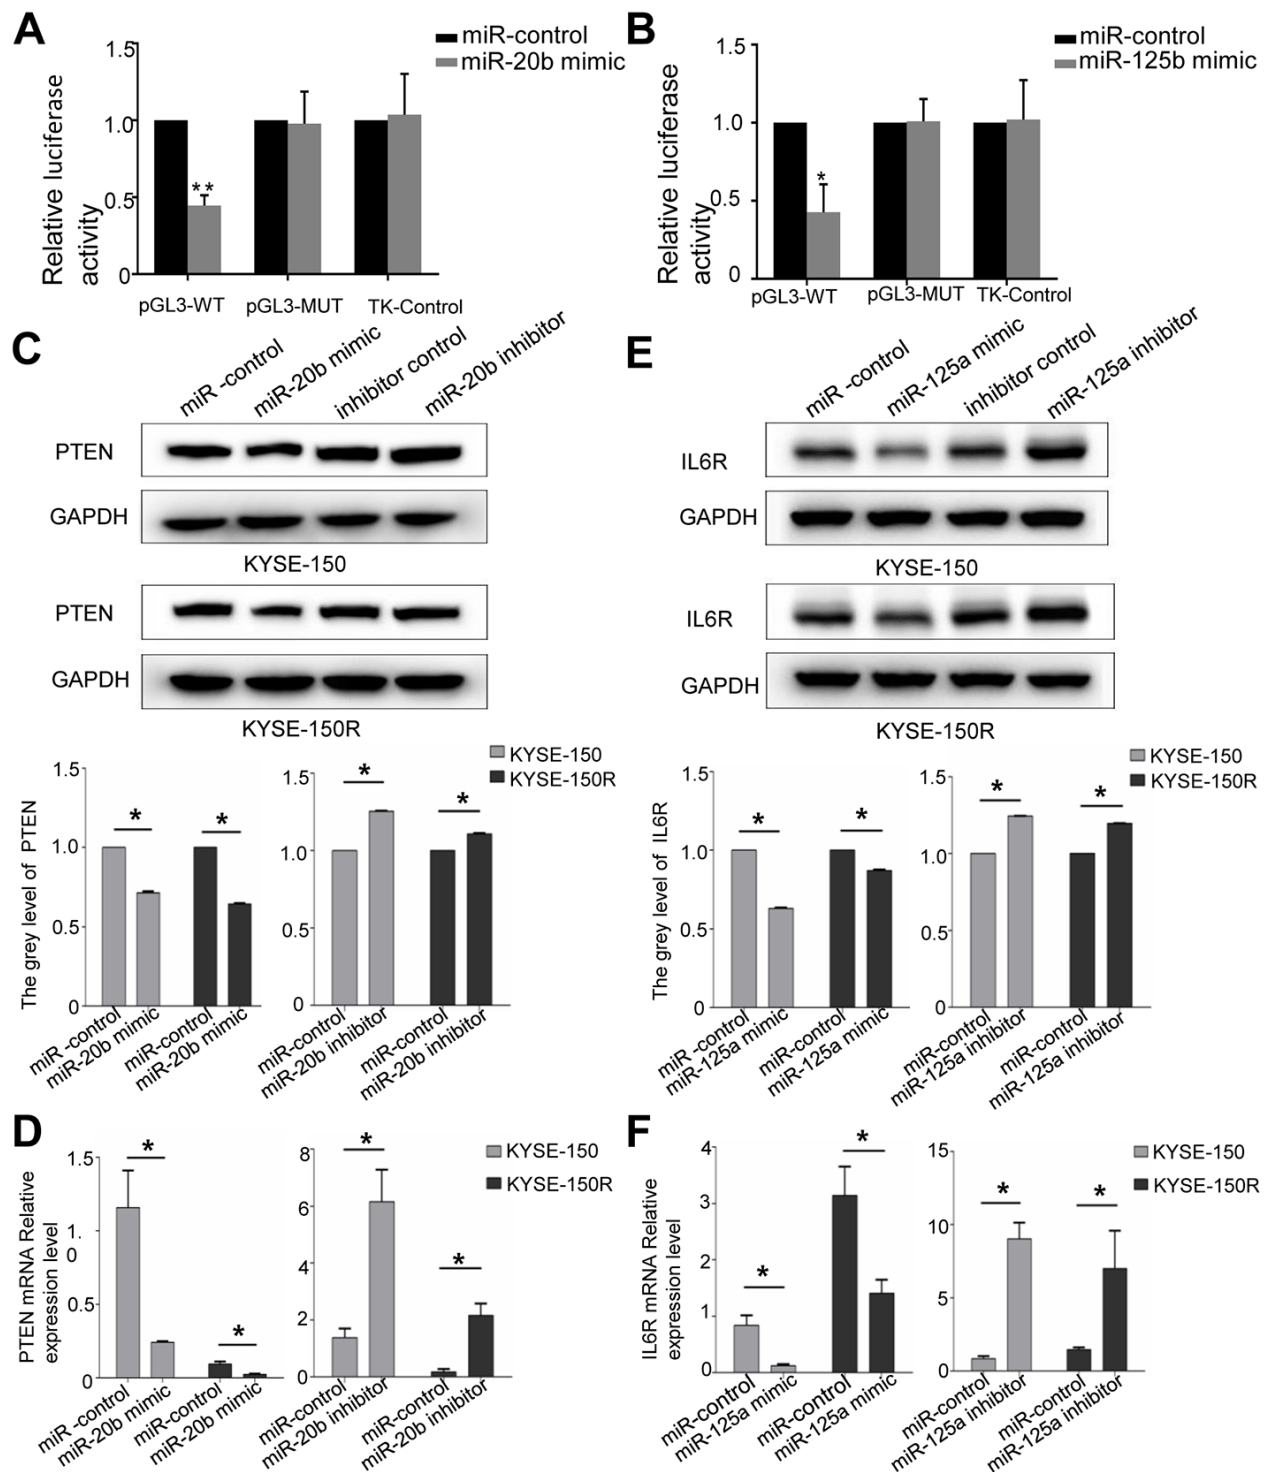 A
1.5
1.0
0.5
0
Relative luciferase
activity
miR-control
miR-20b mimic
**
pGL3-WT
pGL3-MUT
TK-Control
B
1.5
1.0
0.5
0
Relative luciferase
activity
miR-control
miR-125b mimic
*
pGL3-WT
pGL3-MUT
TK-Control
C
miR -control
miR-20b mimic
inhibitor control
miR-20b inhibitor
PTEN
GAPDH
KYSE-150
PTEN
GAPDH
KYSE-150R
The grey level of PTEN
1.5
1.0
0.5
0
*
*
miR -control
miR-20b mimic
miR-control
miR-20b mimic
1.5
1.0
0.5
0
*
*
miR-control
miR-20b inhibitor
miR-control
miR-20b inhibitor
KYSE-150
KYSE-150R
E
miR -control
miR-125a mimic
inhibitor control
miR-125a inhibitor
IL6R
GAPDH
KYSE-150
IL6R
GAPDH
KYSE-150R
The grey level of IL6R
1.5
1.0
0.5
0
*
*
miR -control
miR-125a mimic
miR-control
miR-125a mimic
1.5
1.0
0.5
0
*
*
miR-control
miR-125a inhibitor
miR-control
miR-125a inhibitor
KYSE-150
KYSE-150R
D
PTEN mRNA Relative
expression level
1.5
1.
0
0.5
0
*
*
miR -control
miR-20b mimic
miR-control
miR-20b mimic
8
6
4
2
0
*
*
miR-control
miR-20b inhibitor
miR-control
miR-20b inhibitor
KYSE-150
KYSE-150R
F
IL6R mRNA Relative
expression level
4
3
2
1
0
*
*
miR-control
miR-125a mimic
miR-control
miR-125a mimic
15
10
5
0
*
*
miR-control
miR-125a inhibitor
miR-control
miR-125a inhibitor
KYSE-150
KYSE-150R